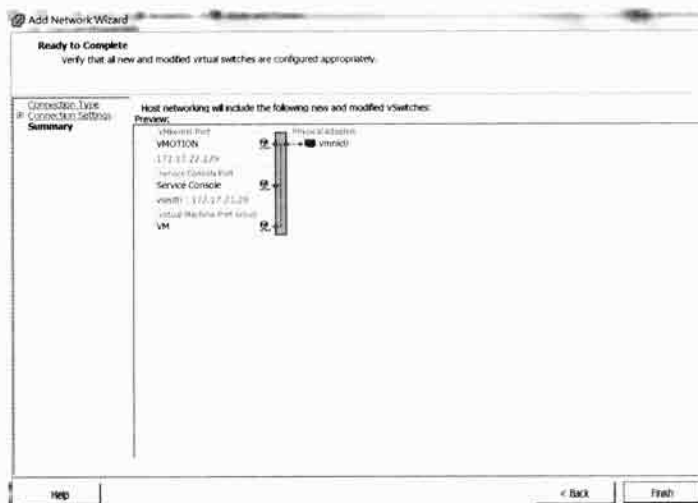 Add Network Wizard
Ready to Complete
Verify that all new and modified virtual switches are configured appropriately.
Connection Type
Connection Settings
Summary
Host networking will include the following new and modified vSwitches:
Preview:
VMkernel Port
Physical Adapters
VMOTION
vmnic0
Service Console Port
Service Console
Virtual Machine Port Group
VM
Help
< Back
Finish